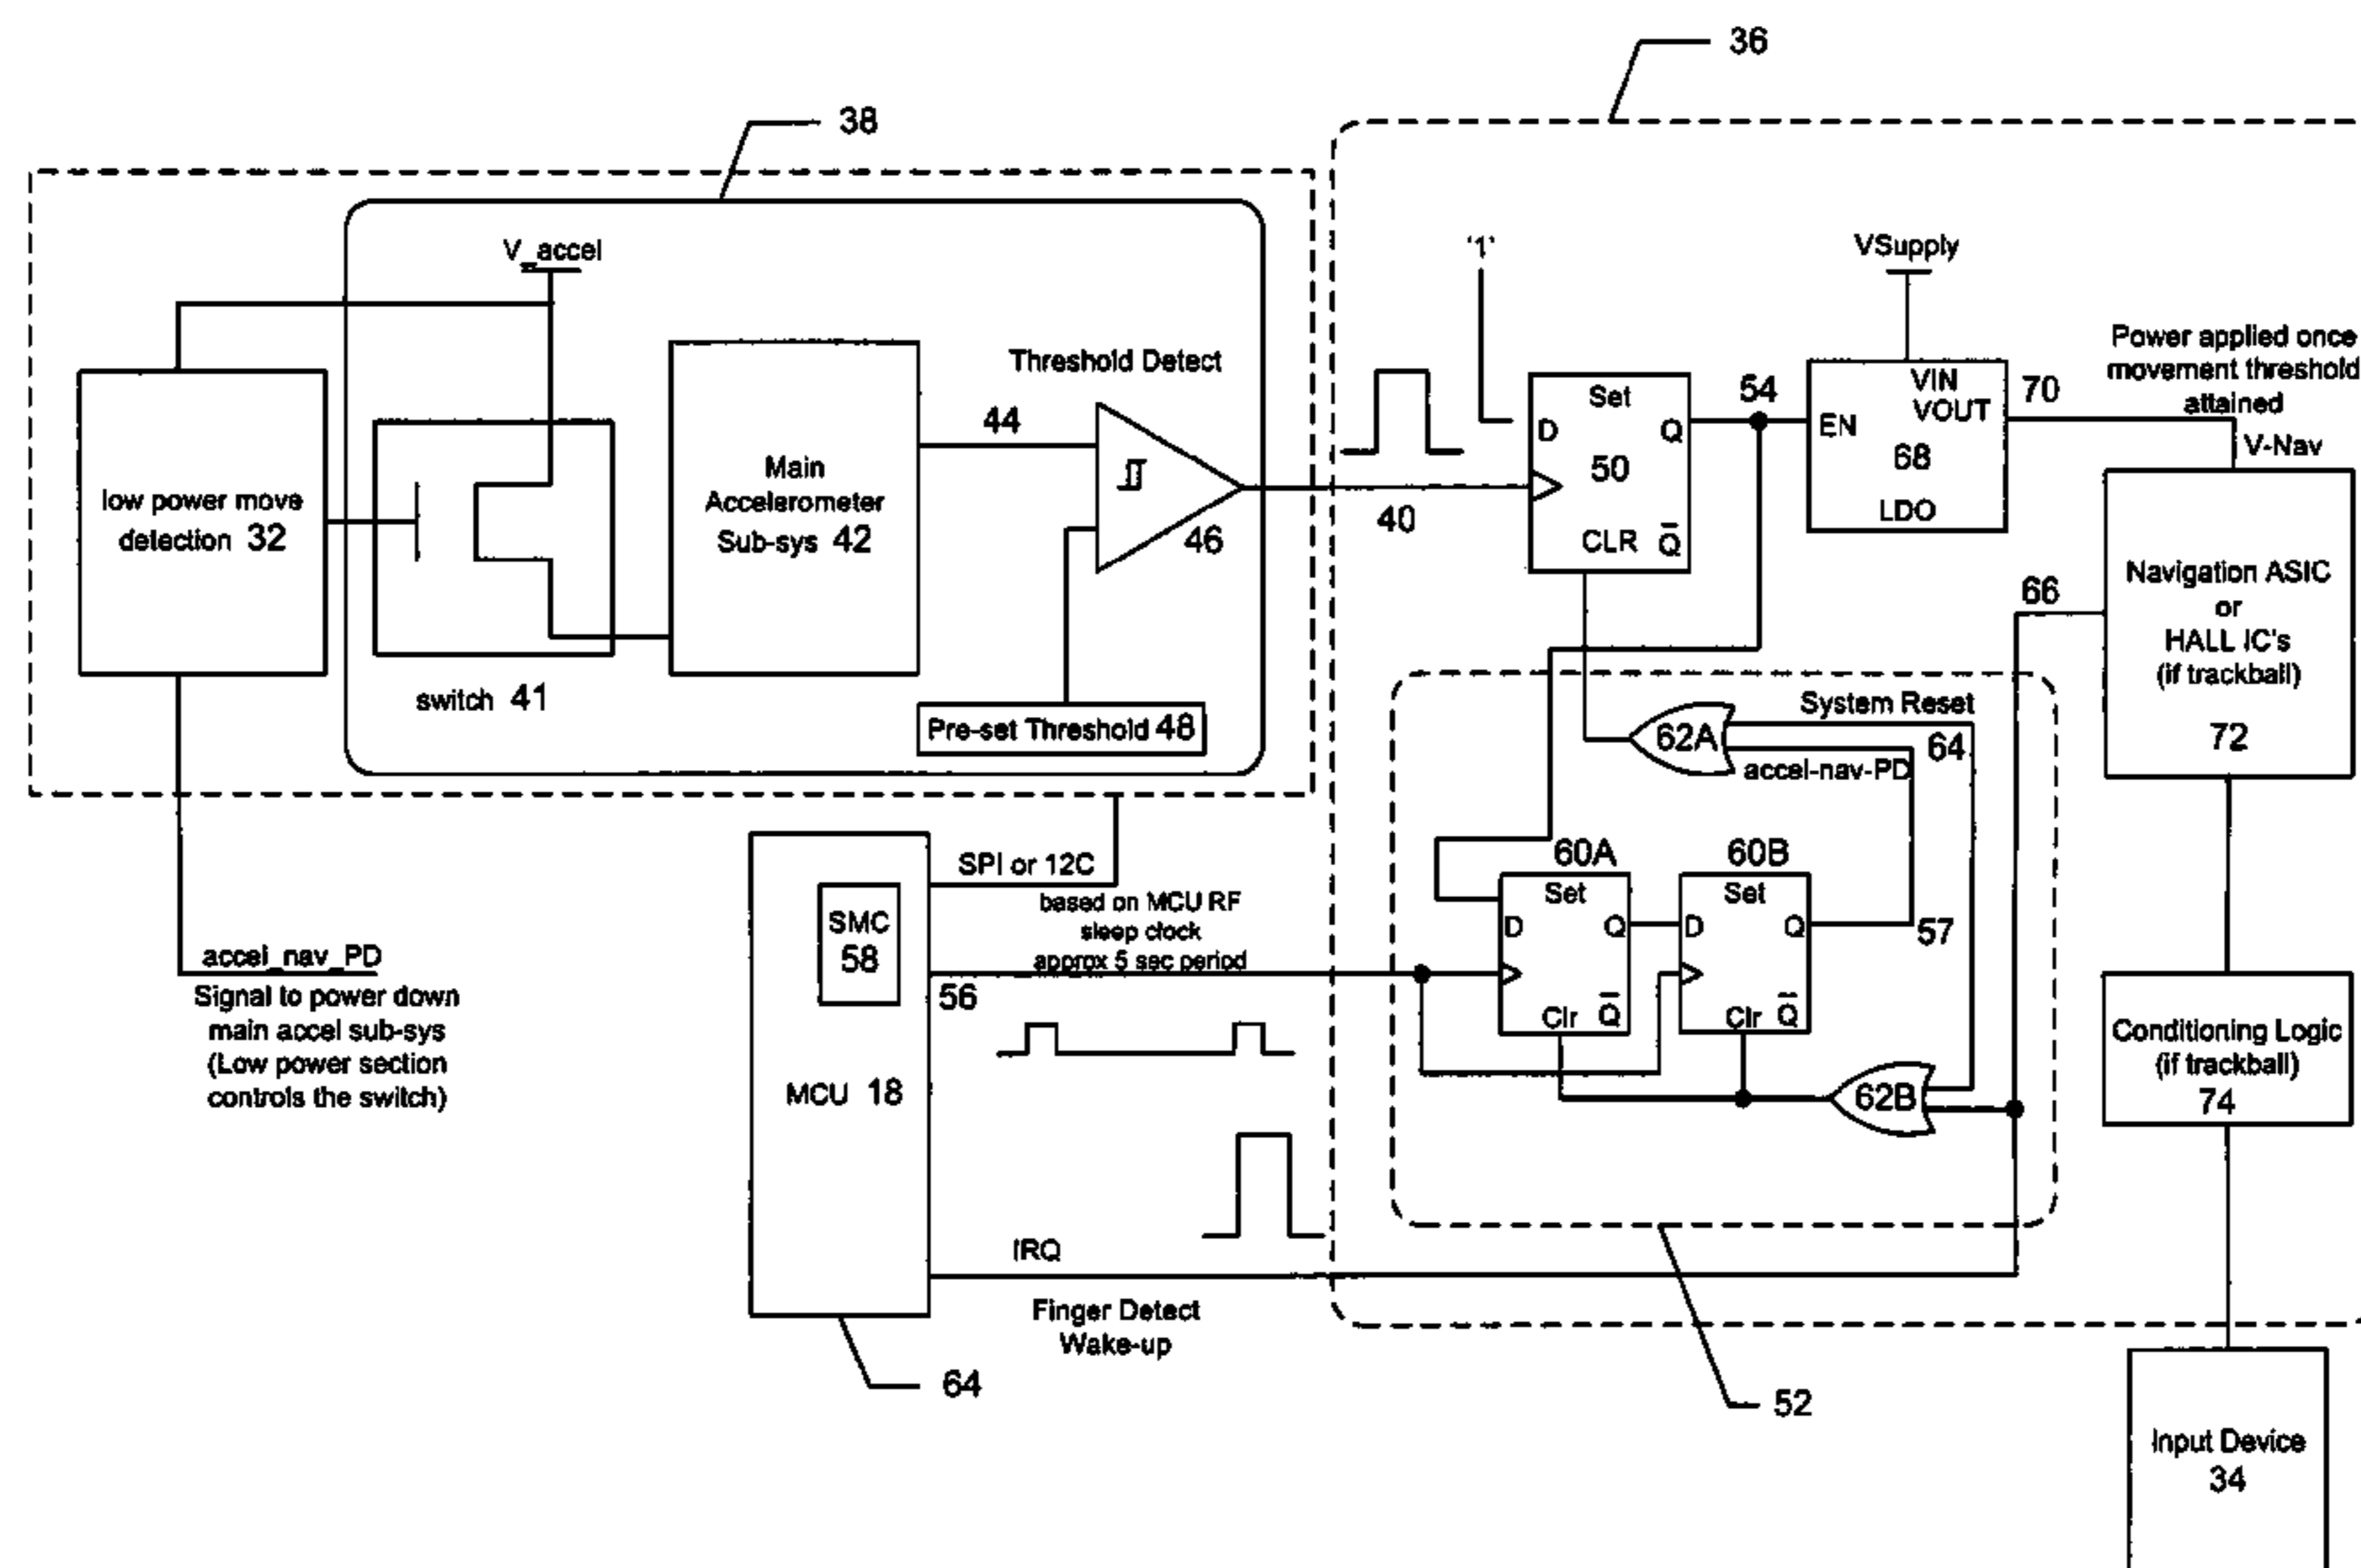 36
38
V_accel
'1'
VSupply
Power applied once
movement threshold
attained
V-Nav
low power move
detection 32
switch 41
Main
Accelerometer
Sub-sys 42
44
Threshold Detect
46
Pre-set Threshold 48
40
Set
D Q
50
CLR Q̅
54
VIN
VOUT
EN
68
LDO
70
66
Navigation ASIC
or
HALL IC's
(if trackball)
72
System Reset
62A
64
accel-nav-PD
60A
60B
Set
D Q
Clr Q̅
Set
D Q
Clr Q̅
57
62B
accel_nav_PD
Signal to power down
main accel sub-sys
(Low power section
controls the switch)
SPI or 12C
SMC
58
based on MCU RF
sleep clock
approx 5 sec period
56
MCU 18
IRQ
Finger Detect
Wake-up
64
52
Conditioning Logic
(if trackball)
74
Input Device
34